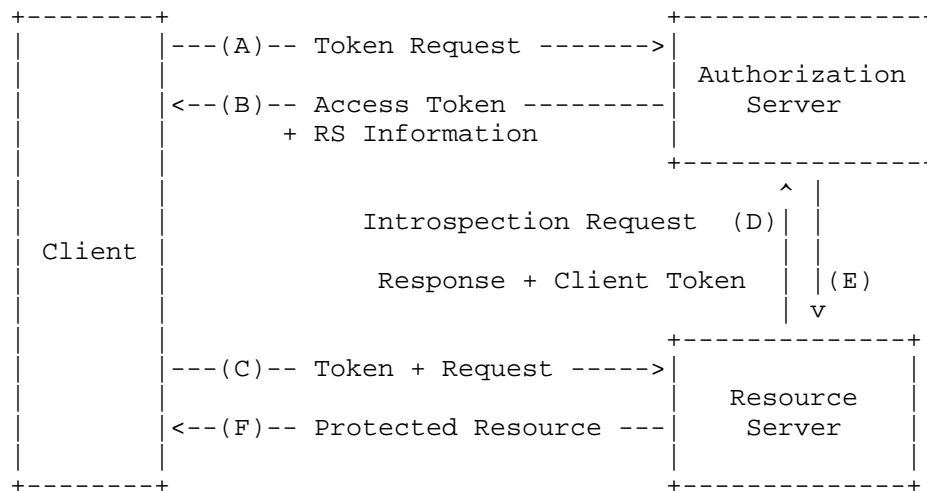 ---(A)-- Token Request ------->
Authorization
<--(B)-- Access Token --------- Server
+ RS Information
^
Introspection Request (D)
Client
Response + Client Token (E)
v
---(C)-- Token + Request ----->
Resource
<--(F)-- Protected Resource --- Server